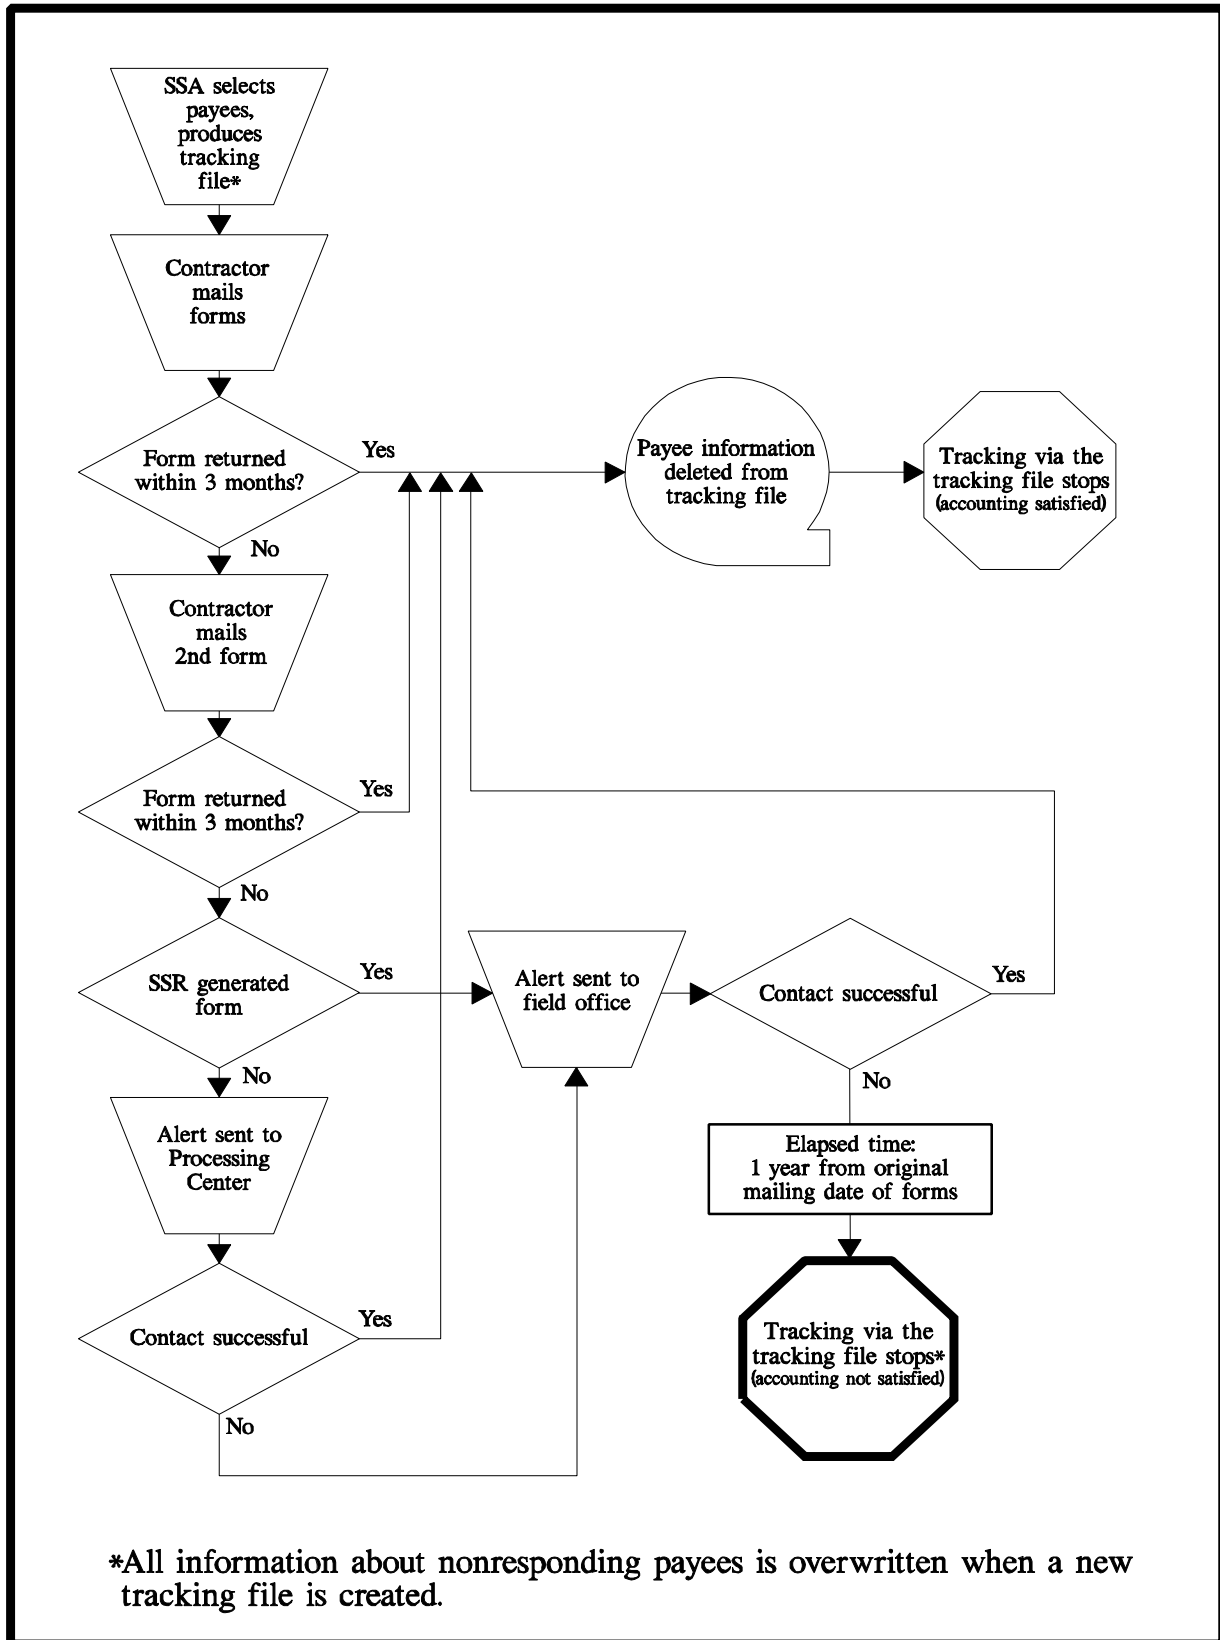 SSA selects
payees,
produces
tracking
file*
Contractor
mails
forms
Form returned
within 3 months?
Yes
Payee information
deleted from
tracking file
Tracking via the
tracking file stops
(accounting satisfied)
No
Contractor
mails
2nd form
Form returned
within 3 months?
Yes
No
SSR generated
form
Yes
Alert sent to
field office
Contact successful
Yes
No
Elapsed time:
1 year from original
mailing date of forms
Tracking via the
tracking file stops*
(accounting not satisfied)
No
Alert sent to
Processing
Center
Contact successful
Yes
No
*All information about nonresponding payees is overwritten when a new
tracking file is created.